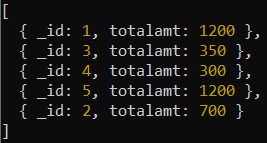 [
  { _id: 1, totalamt: 1200 },
  { _id: 3, totalamt: 350 },
  { _id: 4, totalamt: 300 },
  { _id: 5, totalamt: 1200 },
  { _id: 2, totalamt: 700 }
]